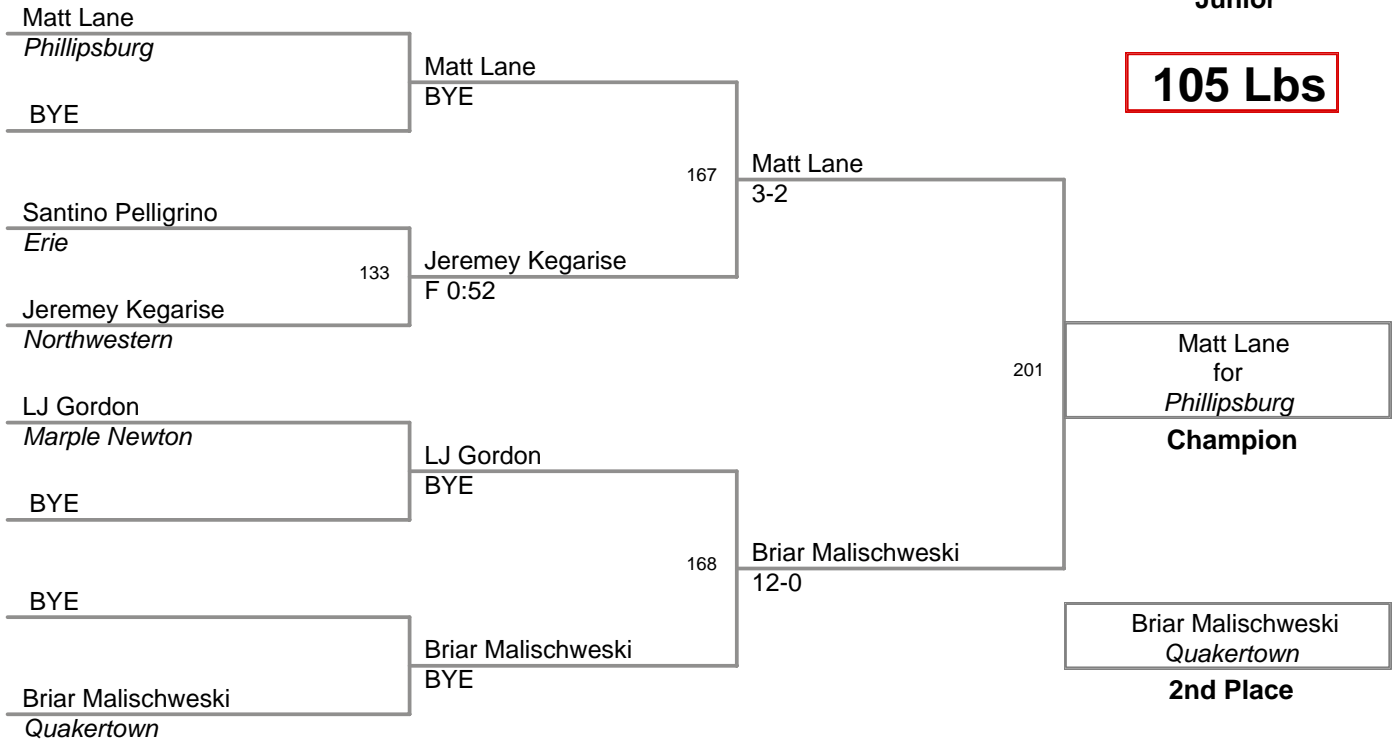 Junior
105 Lbs
Matt Lane
Phillipsburg
BYE
Santino Pelligrino
Erie
133
Jeremey Kegarise
Northwestern
LJ Gordon
Marple Newton
BYE
BYE
Briar Malischweski
Quakertown
Matt Lane
BYE
167
Jeremey Kegarise
F 0:52
LJ Gordon
BYE
168
Briar Malischweski
BYE
Matt Lane
3-2
201
Briar Malischweski
12-0
Matt Lane
for
Phillipsburg
Champion
Briar Malischweski
Quakertown
2nd Place